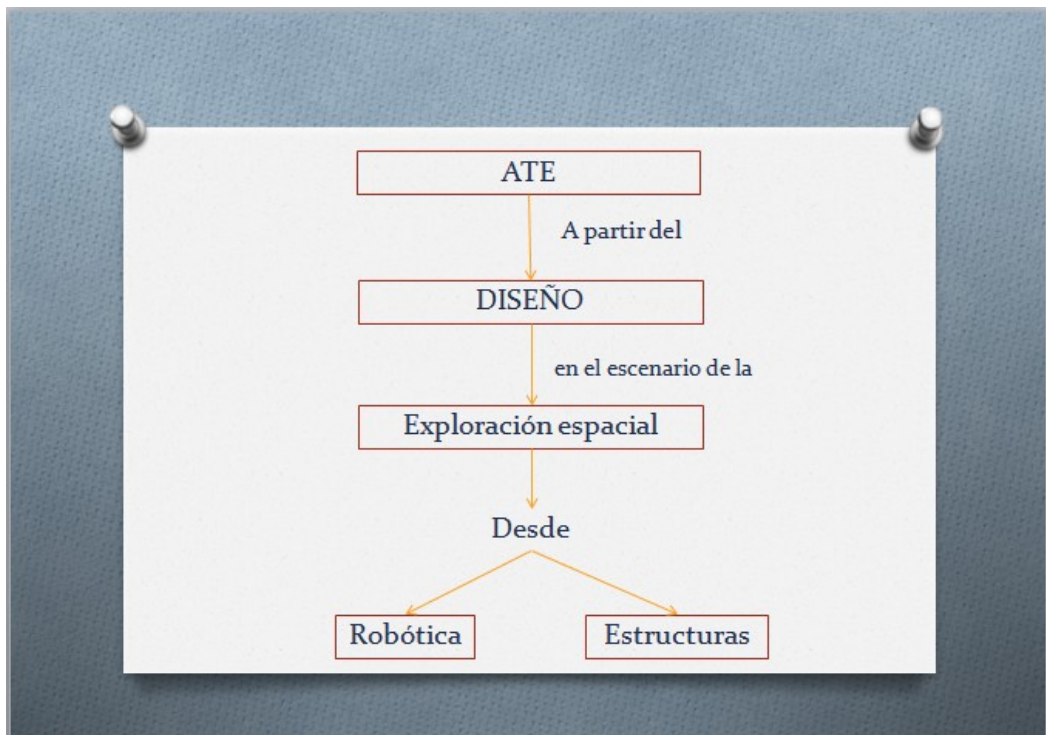 ATE
A partir del
DISEÑO
en el escenario de la
Exploración espacial
Desde
Robótica
Estructuras